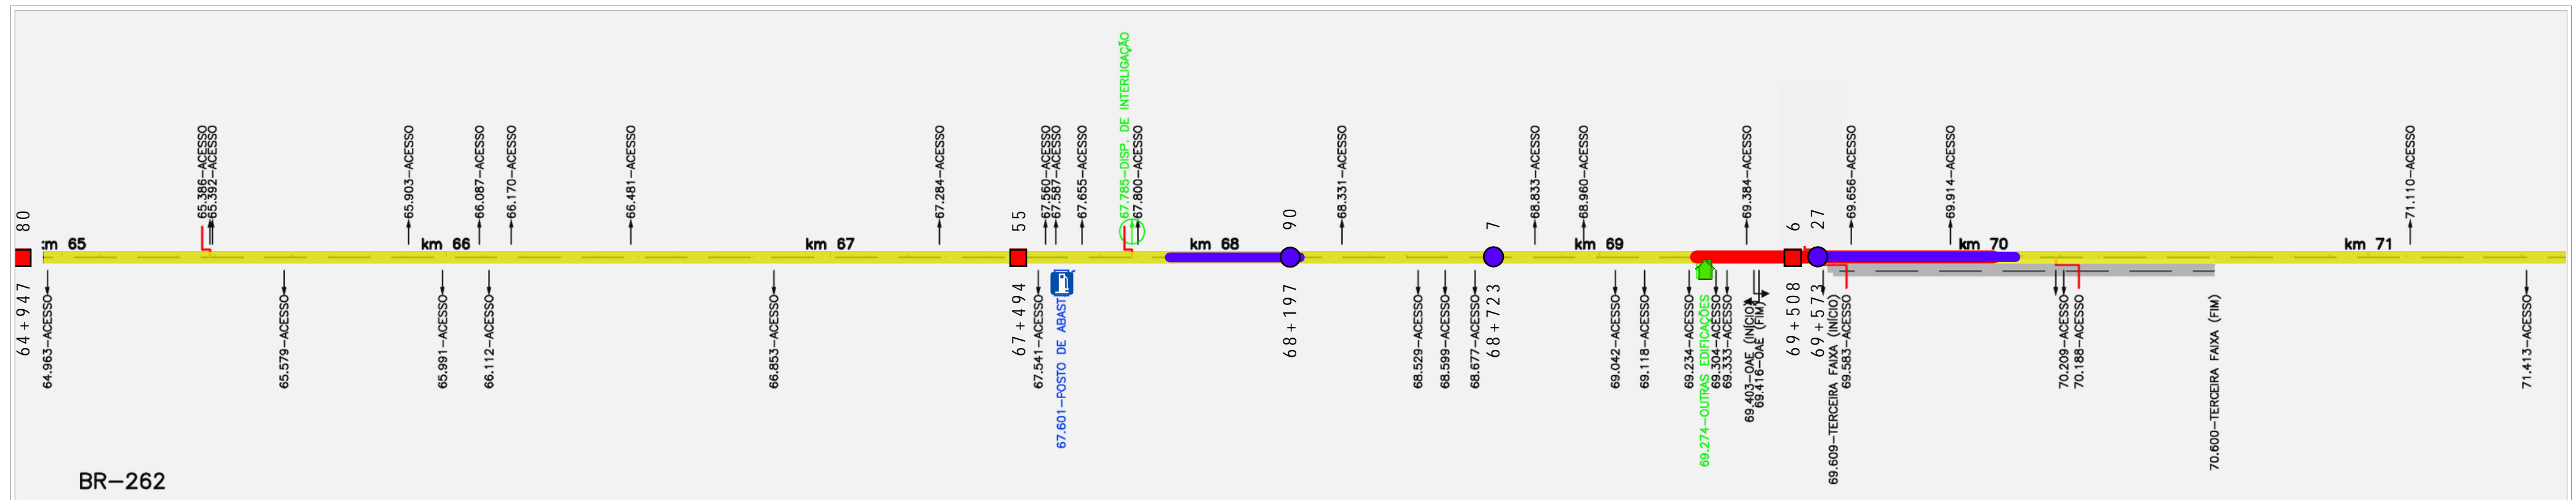 80
65.386-ACESSO
65.392-ACESSO
65.903-ACESSO
66.087-ACESSO
66.170-ACESSO
66.481-ACESSO
67.284-ACESSO
55
67.560-ACESSO
67.587-ACESSO
67.655-ACESSO
67.785-DISP. DE INTERLIGAÇÃO
67.800-ACESSO
90
68.331-ACESSO
7
68.833-ACESSO
68.960-ACESSO
69.384-ACESSO
6
27
69.656-ACESSO
69.914-ACESSO
71.110-ACESSO
km 65
km 66
km 67
km 68
km 69
km 70
km 71
64+947
64.963-ACESSO
65.579-ACESSO
65.991-ACESSO
66.112-ACESSO
66.853-ACESSO
67+494
67.541-ACESSO
67.601-POSTO DE ABAST
68+197
68.529-ACESSO
68.599-ACESSO
68.677-ACESSO
68+723
69.042-ACESSO
69.118-ACESSO
69.234-ACESSO
69.274-OUTRAS EDIFICAÇÕES
69.304-ACESSO
69.333-ACESSO
69.403-OAE (INÍCIO)
69.416-OAE (FIM)
69+508
69+573
69.609-TERCEIRA FAIXA (INÍCIO)
69.583-ACESSO
70.209-ACESSO
70.188-ACESSO
70.600-TERCEIRA FAIXA (FIM)
71.413-ACESSO
BR-262